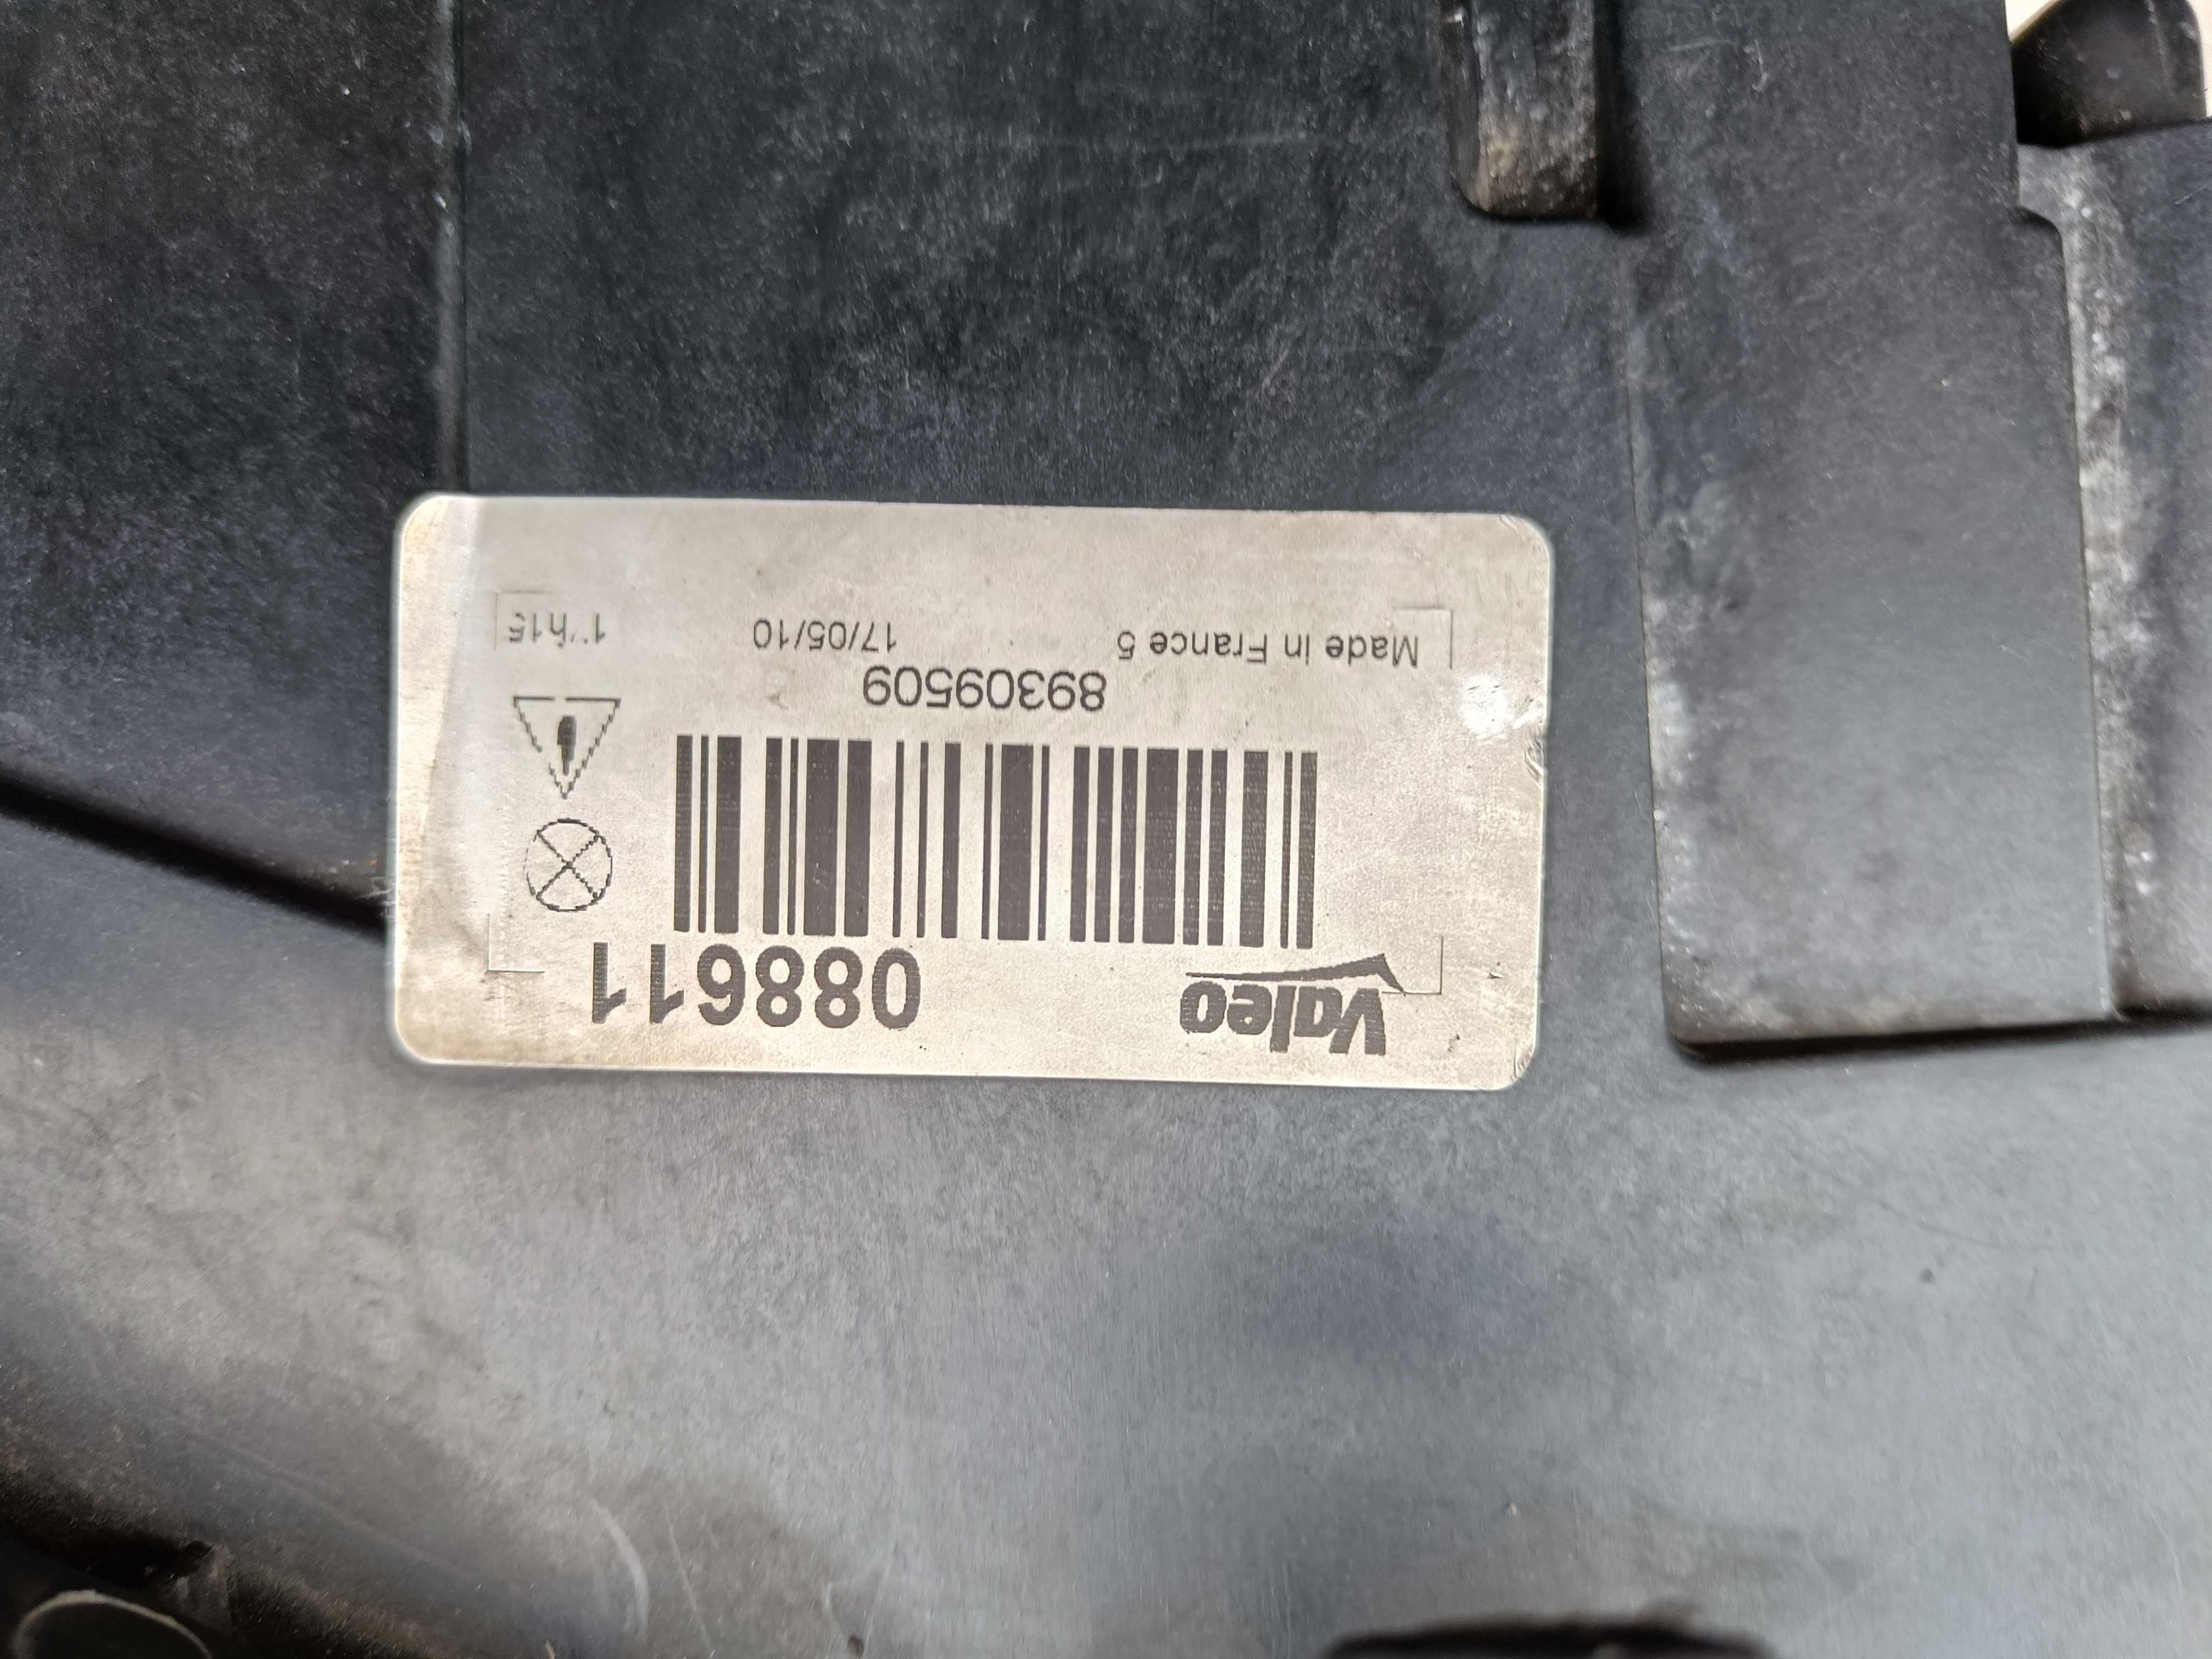 Valeo 088611
89309509
Made in France 5 17/05/10